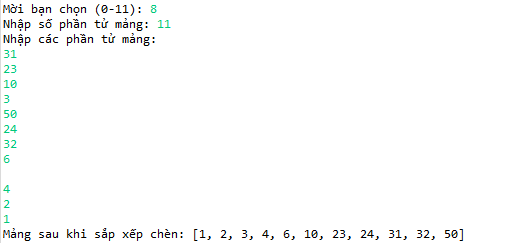 Mời bạn chọn (0-11): 8
Nhập số phần tử mảng: 11
Nhập các phần tử mảng:
31
23
10
3
50
24
32
6
4
2
1
Mảng sau khi sắp xếp chèn: [1, 2, 3, 4, 6, 10, 23, 24, 31, 32, 50]